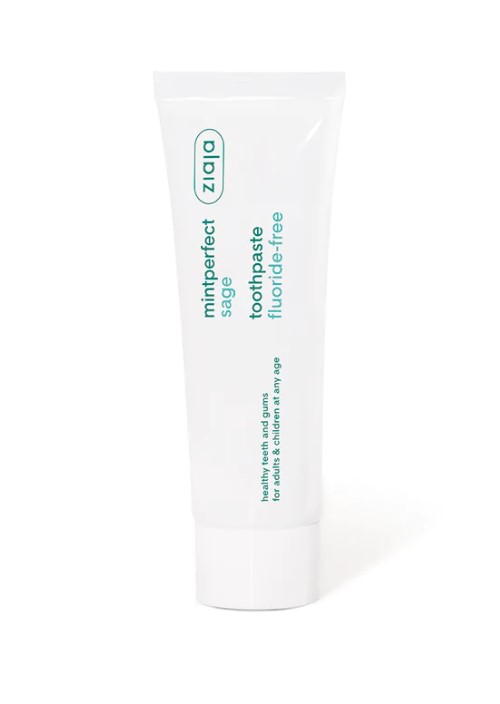 ziaja
mintperfect
sage
toothpaste
fluoride-free
healthy teeth and gums
for adults & children at any age